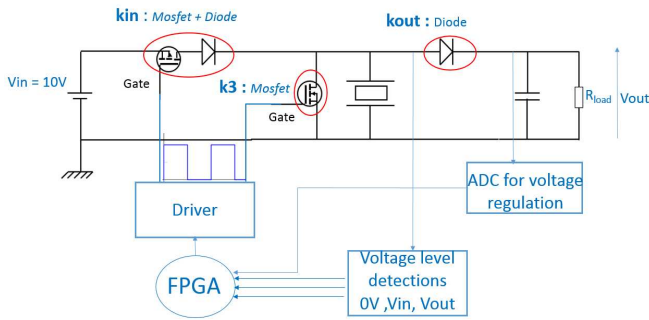 kin : Mosfet + Diode
kout : Diode
Vin = 10V
Gate
k3 : Mosfet
Gate
Rload
Vout
Driver
ADC for voltage
regulation
FPGA
Voltage level
detections
0V ,Vin, Vout